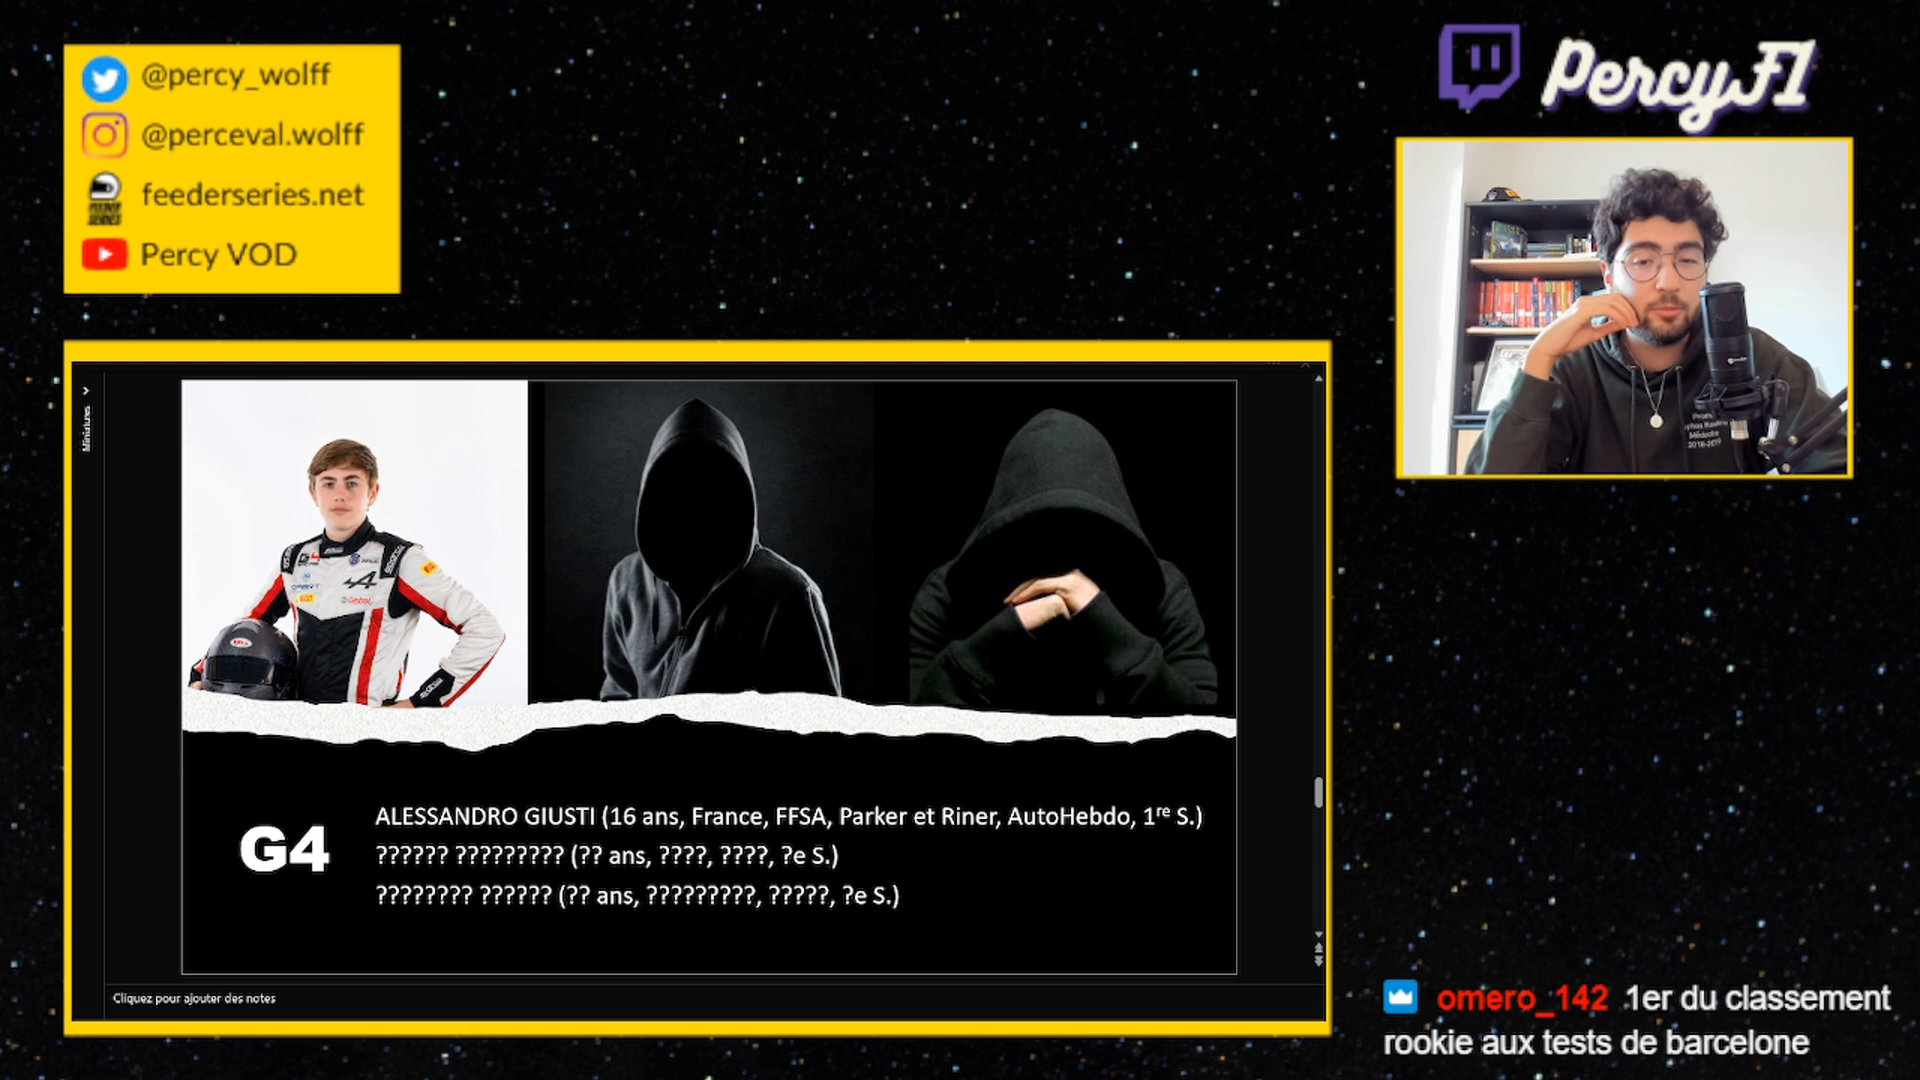 @percy_wolff
@perceval.wolff
feederseries.net
Percy VOD
PercyF1
Miniatures
ALESSANDRO GIUSTI (16 ans, France, FFSA, Parker et Riner, AutoHebdo, 1re S.)
G4
?????? ????????? (?? ans, ????, ????, ?e S.)
???????? ?????? (?? ans, ?????????, ?????, ?e S.)
Cliquez pour ajouter des notes
omero_142 1er du classement
rookie aux tests de barcelone